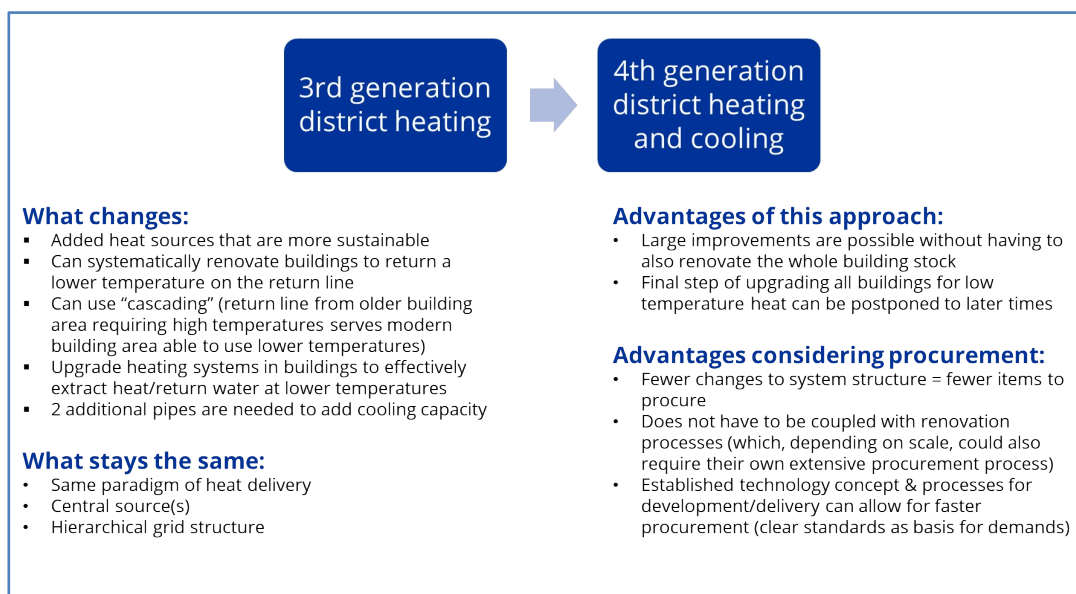 3rd generation
district heating
4th generation
district heating
and cooling
What changes:
▪ Added heat sources that are more sustainable
▪ Can systematically renovate buildings to return a
lower temperature on the return line
▪ Can use “cascading” (return line from older building
area requiring high temperatures serves modern
building area able to use lower temperatures)
▪ Upgrade heating systems in buildings to effectively
extract heat/return water at lower temperatures
▪ 2 additional pipes are needed to add cooling capacity
What stays the same:
• Same paradigm of heat delivery
• Central source(s)
• Hierarchical grid structure
Advantages of this approach:
• Large improvements are possible without having to
also renovate the whole building stock
• Final step of upgrading all buildings for low
temperature heat can be postponed to later times
Advantages considering procurement:
• Fewer changes to system structure = fewer items to
procure
• Does not have to be coupled with renovation
processes (which, depending on scale, could also
require their own extensive procurement process)
• Established technology concept & processes for
development/delivery can allow for faster
procurement (clear standards as basis for demands)